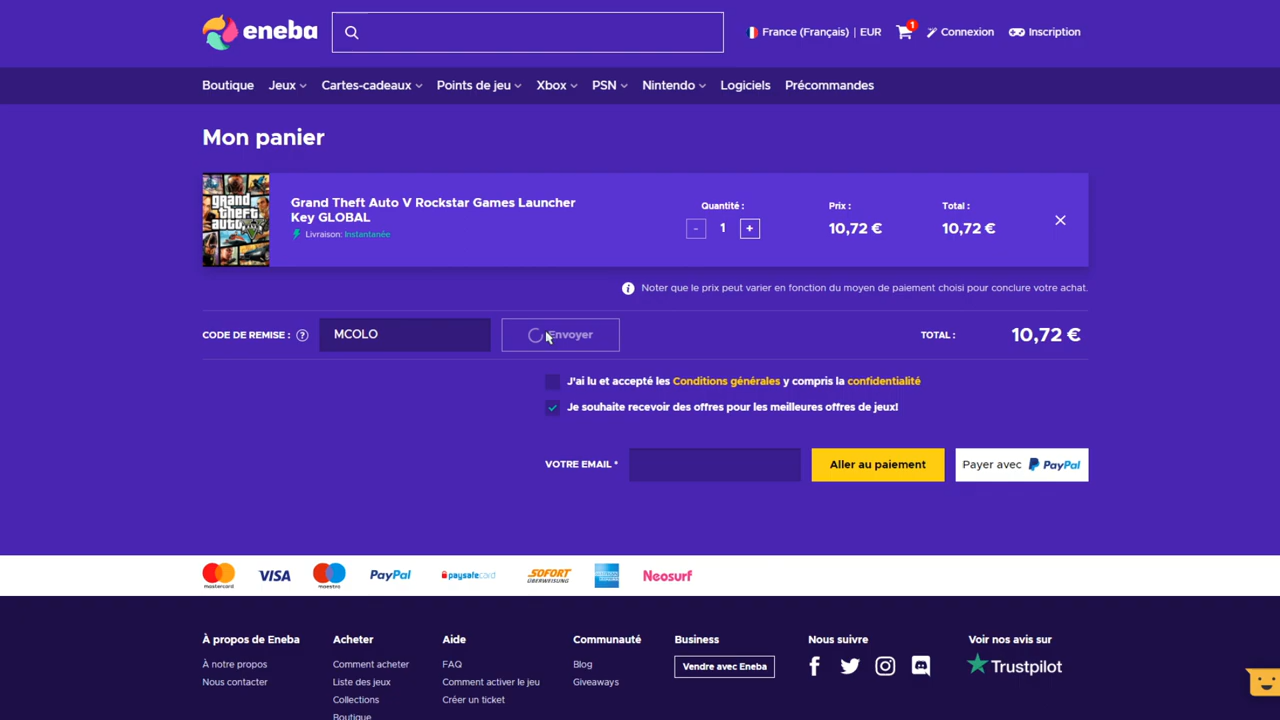 eneba
France (Français) | EUR
1
Connexion
Inscription
Boutique
Jeux
Cartes-cadeaux
Points de jeu
Xbox
PSN
Nintendo
Logiciels
Précommandes
Mon panier
grand theft auto V
Grand Theft Auto V Rockstar Games Launcher
Key GLOBAL
Livraison: Instantanée
Quantité :
- 1 +
Prix :
10,72 €
Total :
10,72 €
Noter que le prix peut varier en fonction du moyen de paiement choisi pour conclure votre achat.
CODE DE REMISE : ?
MCOLO
Envoyer
TOTAL :
10,72 €
J'ai lu et accepté les Conditions générales y compris la confidentialité
Je souhaite recevoir des offres pour les meilleures offres de jeux!
VOTRE EMAIL *
Aller au paiement
Payer avec PayPal
mastercard
VISA
maestro
PayPal
paysafecard
SOFORT ÜBERWEISUNG
AMERICAN EXPRESS
Neosurf
À propos de Eneba
À notre propos
Nous contacter
Acheter
Comment acheter
Liste des jeux
Collections
Boutique
Aide
FAQ
Comment activer le jeu
Créer un ticket
Communauté
Blog
Giveaways
Business
Vendre avec Eneba
Nous suivre
Voir nos avis sur
Trustpilot